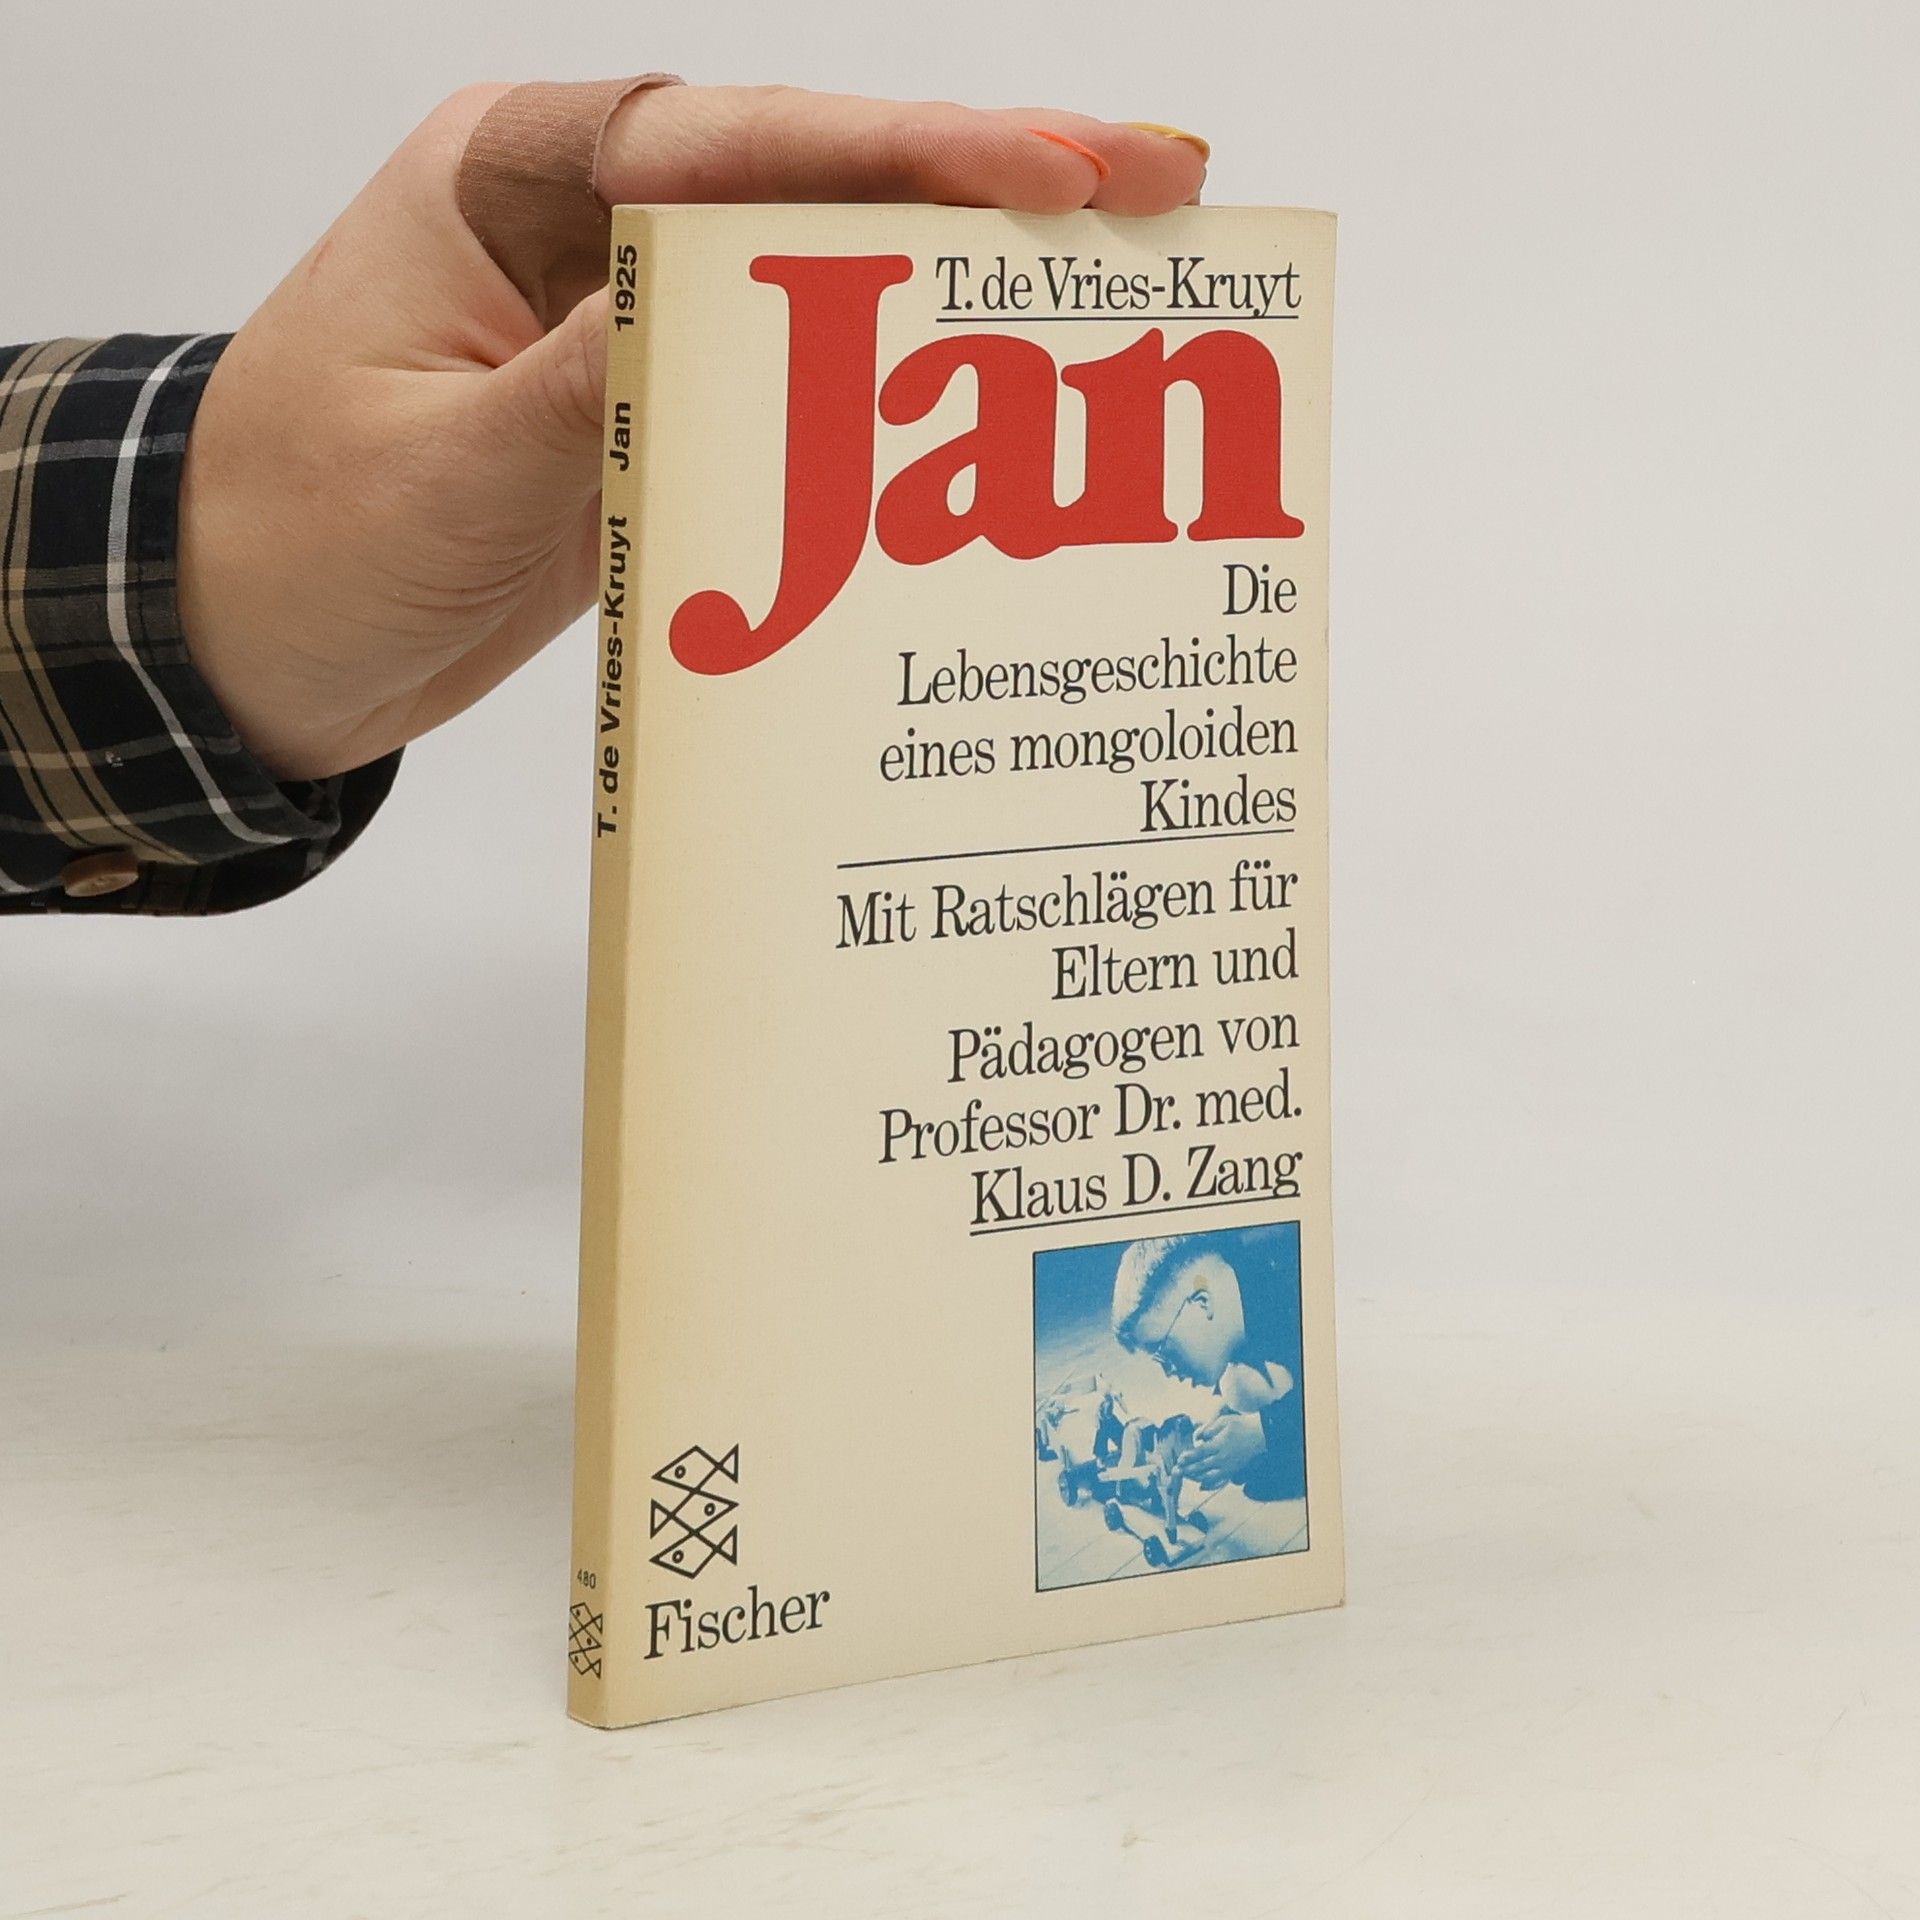 T. de Vries-Kruyt
Jan
Die
Lebensgeschichte
eines mongoloiden
Kindes
Mit Ratschlägen für
Eltern und
Pädagogen von
Professor Dr. med.
Klaus D. Zang
Fischer
T. de Vries-Kruyt Jan 1925
480